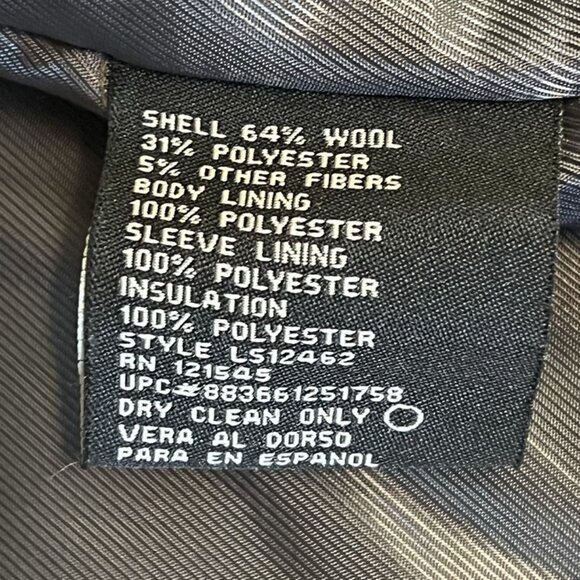 SHELL 64% WOOL
31% POLYESTER
5% OTHER FIBERS
BODY LINING
100% POLYESTER
SLEEVE LINING
100% POLYESTER
INSULATION
100% POLYESTER
STYLE LS12462
RN 121545
UPC#883661251758
DRY CLEAN ONLY
VERA AL DORSO
PARA EN ESPANOL